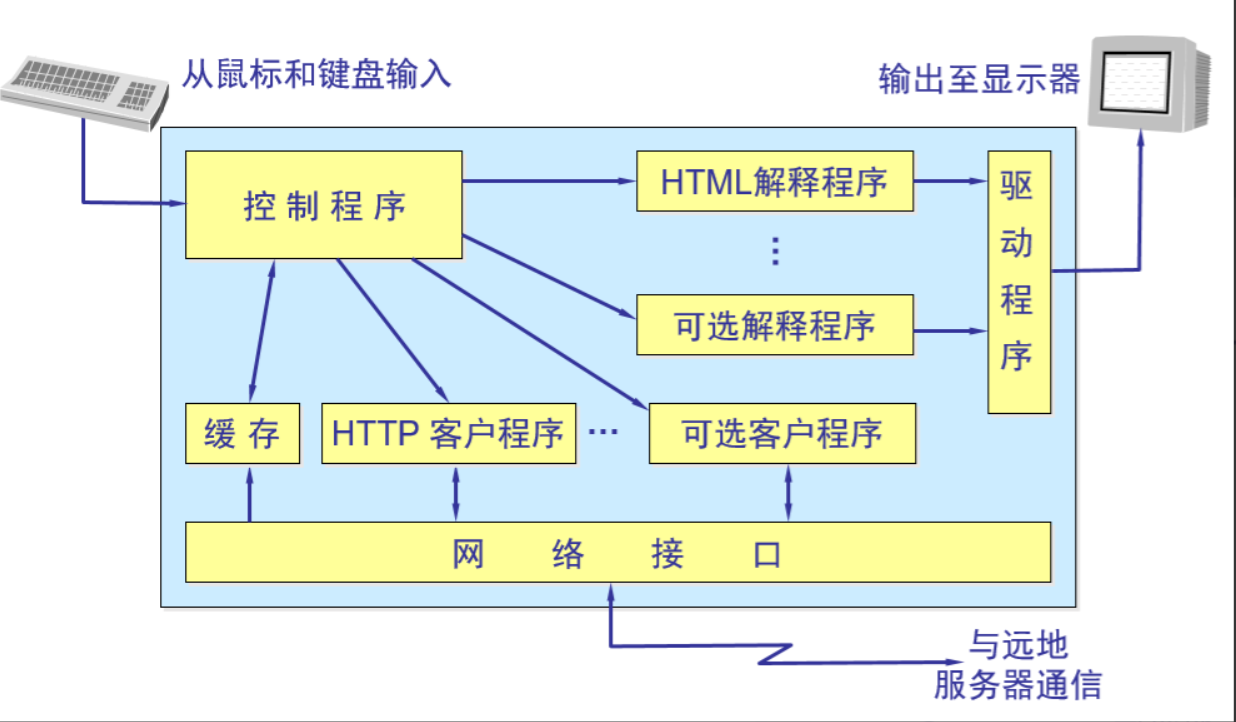 从鼠标和键盘输入
输出至显示器
控制程序
HTML解释程序
⋮
可选解释程序
驱
动
程
序
缓存
HTTP 客户程序
…
可选客户程序
网络接口
与远地
服务器通信